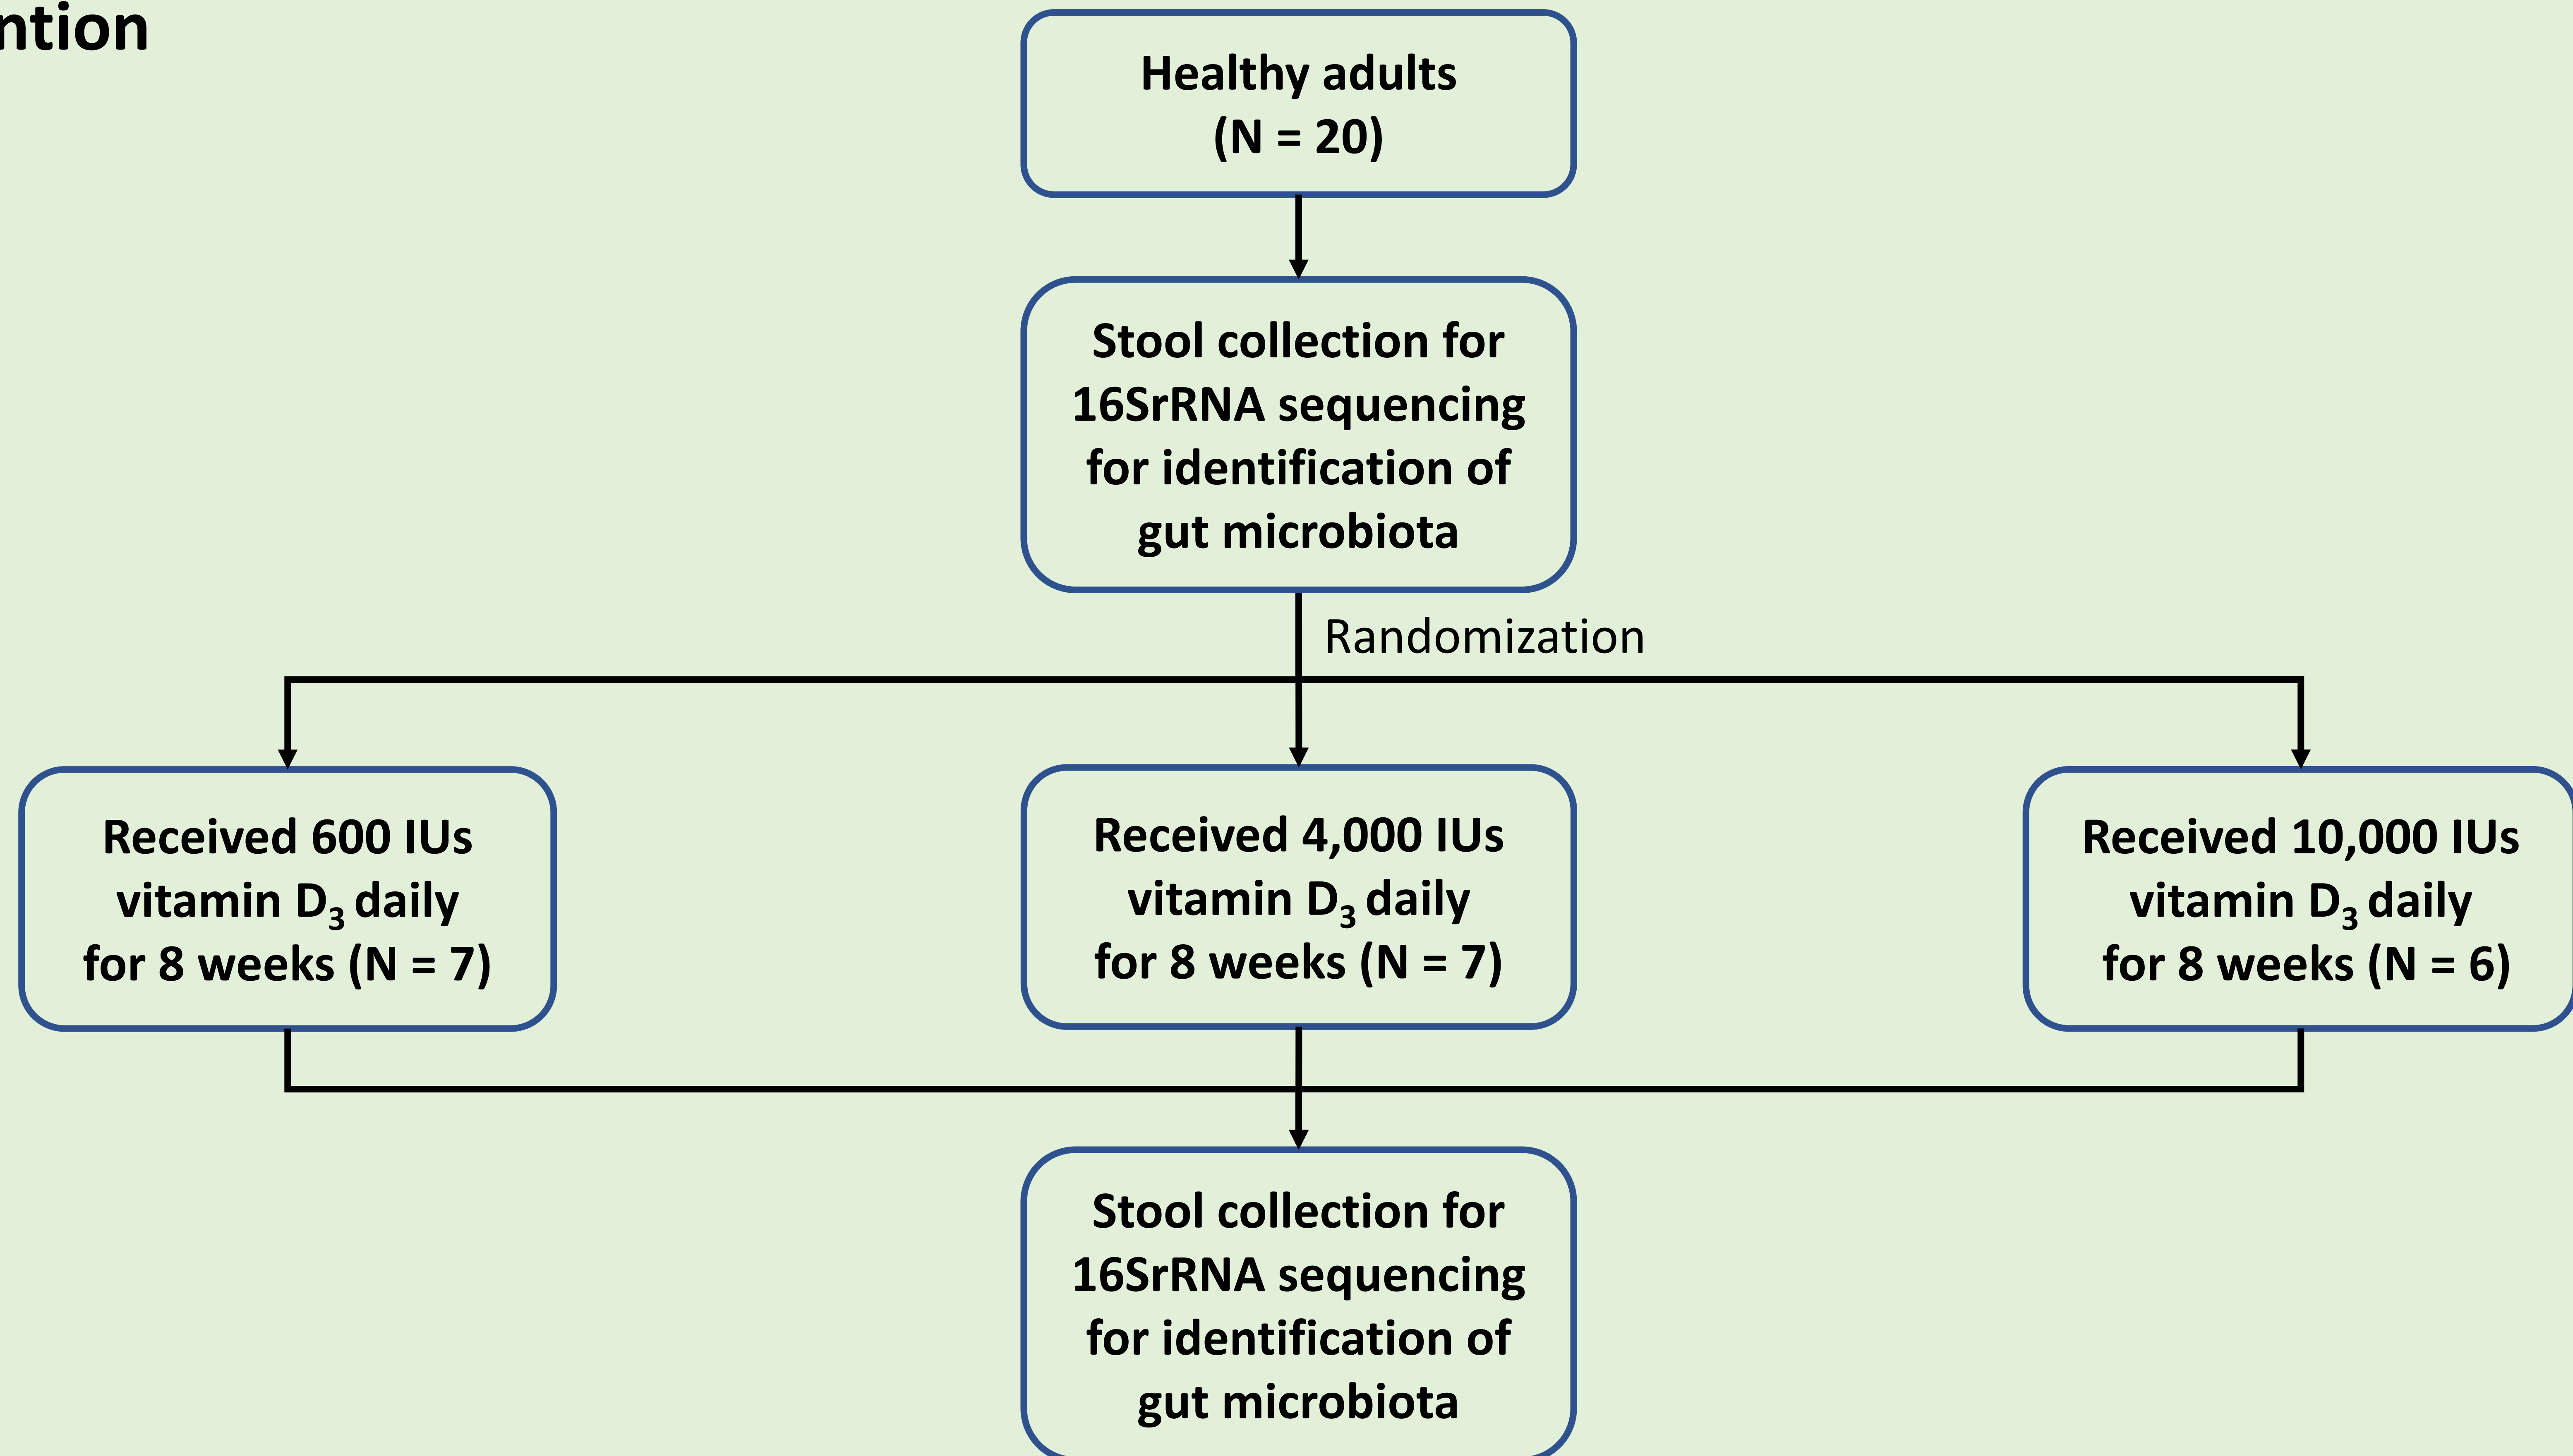 ntion
Healthy adults
(N = 20)
Stool collection for
16SrRNA sequencing
for identification of
gut microbiota
Randomization
Received 600 IUs
vitamin D₃ daily
for 8 weeks (N = 7)
Received 4,000 IUs
vitamin D₃ daily
for 8 weeks (N = 7)
Received 10,000 IUs
vitamin D₃ daily
for 8 weeks (N = 6)
Stool collection for
16SrRNA sequencing
for identification of
gut microbiota